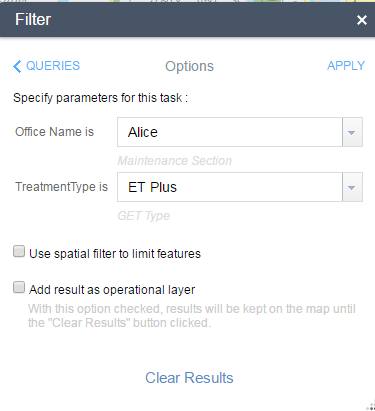 Filter
QUERIES Options APPLY
Specify parameters for this task :
Office Name is Alice
Maintenance Section
TreatmentType is ET Plus
GET Type
Use spatial filter to limit features
Add result as operational layer
With this option checked, results will be kept on the map until
the "Clear Results" button clicked.
Clear Results